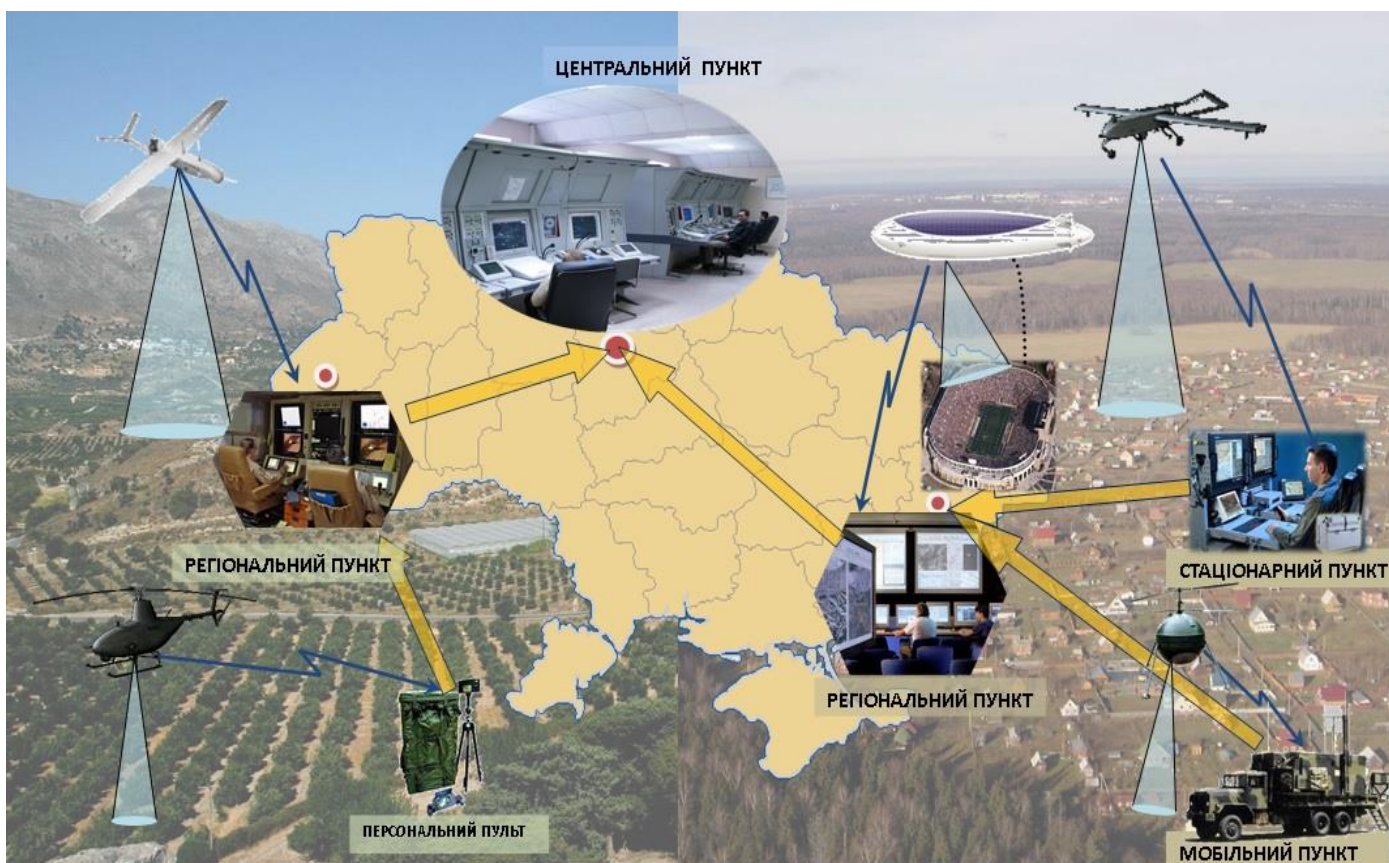 ЦЕНТРАЛЬНИЙ ПУНКТ
РЕГІОНАЛЬНИЙ ПУНКТ
СТАЦІОНАРНИЙ ПУНКТ
РЕГІОНАЛЬНИЙ ПУНКТ
ПЕРСОНАЛЬНИЙ ПУЛЬТ
МОБІЛЬНИЙ ПУНКТ